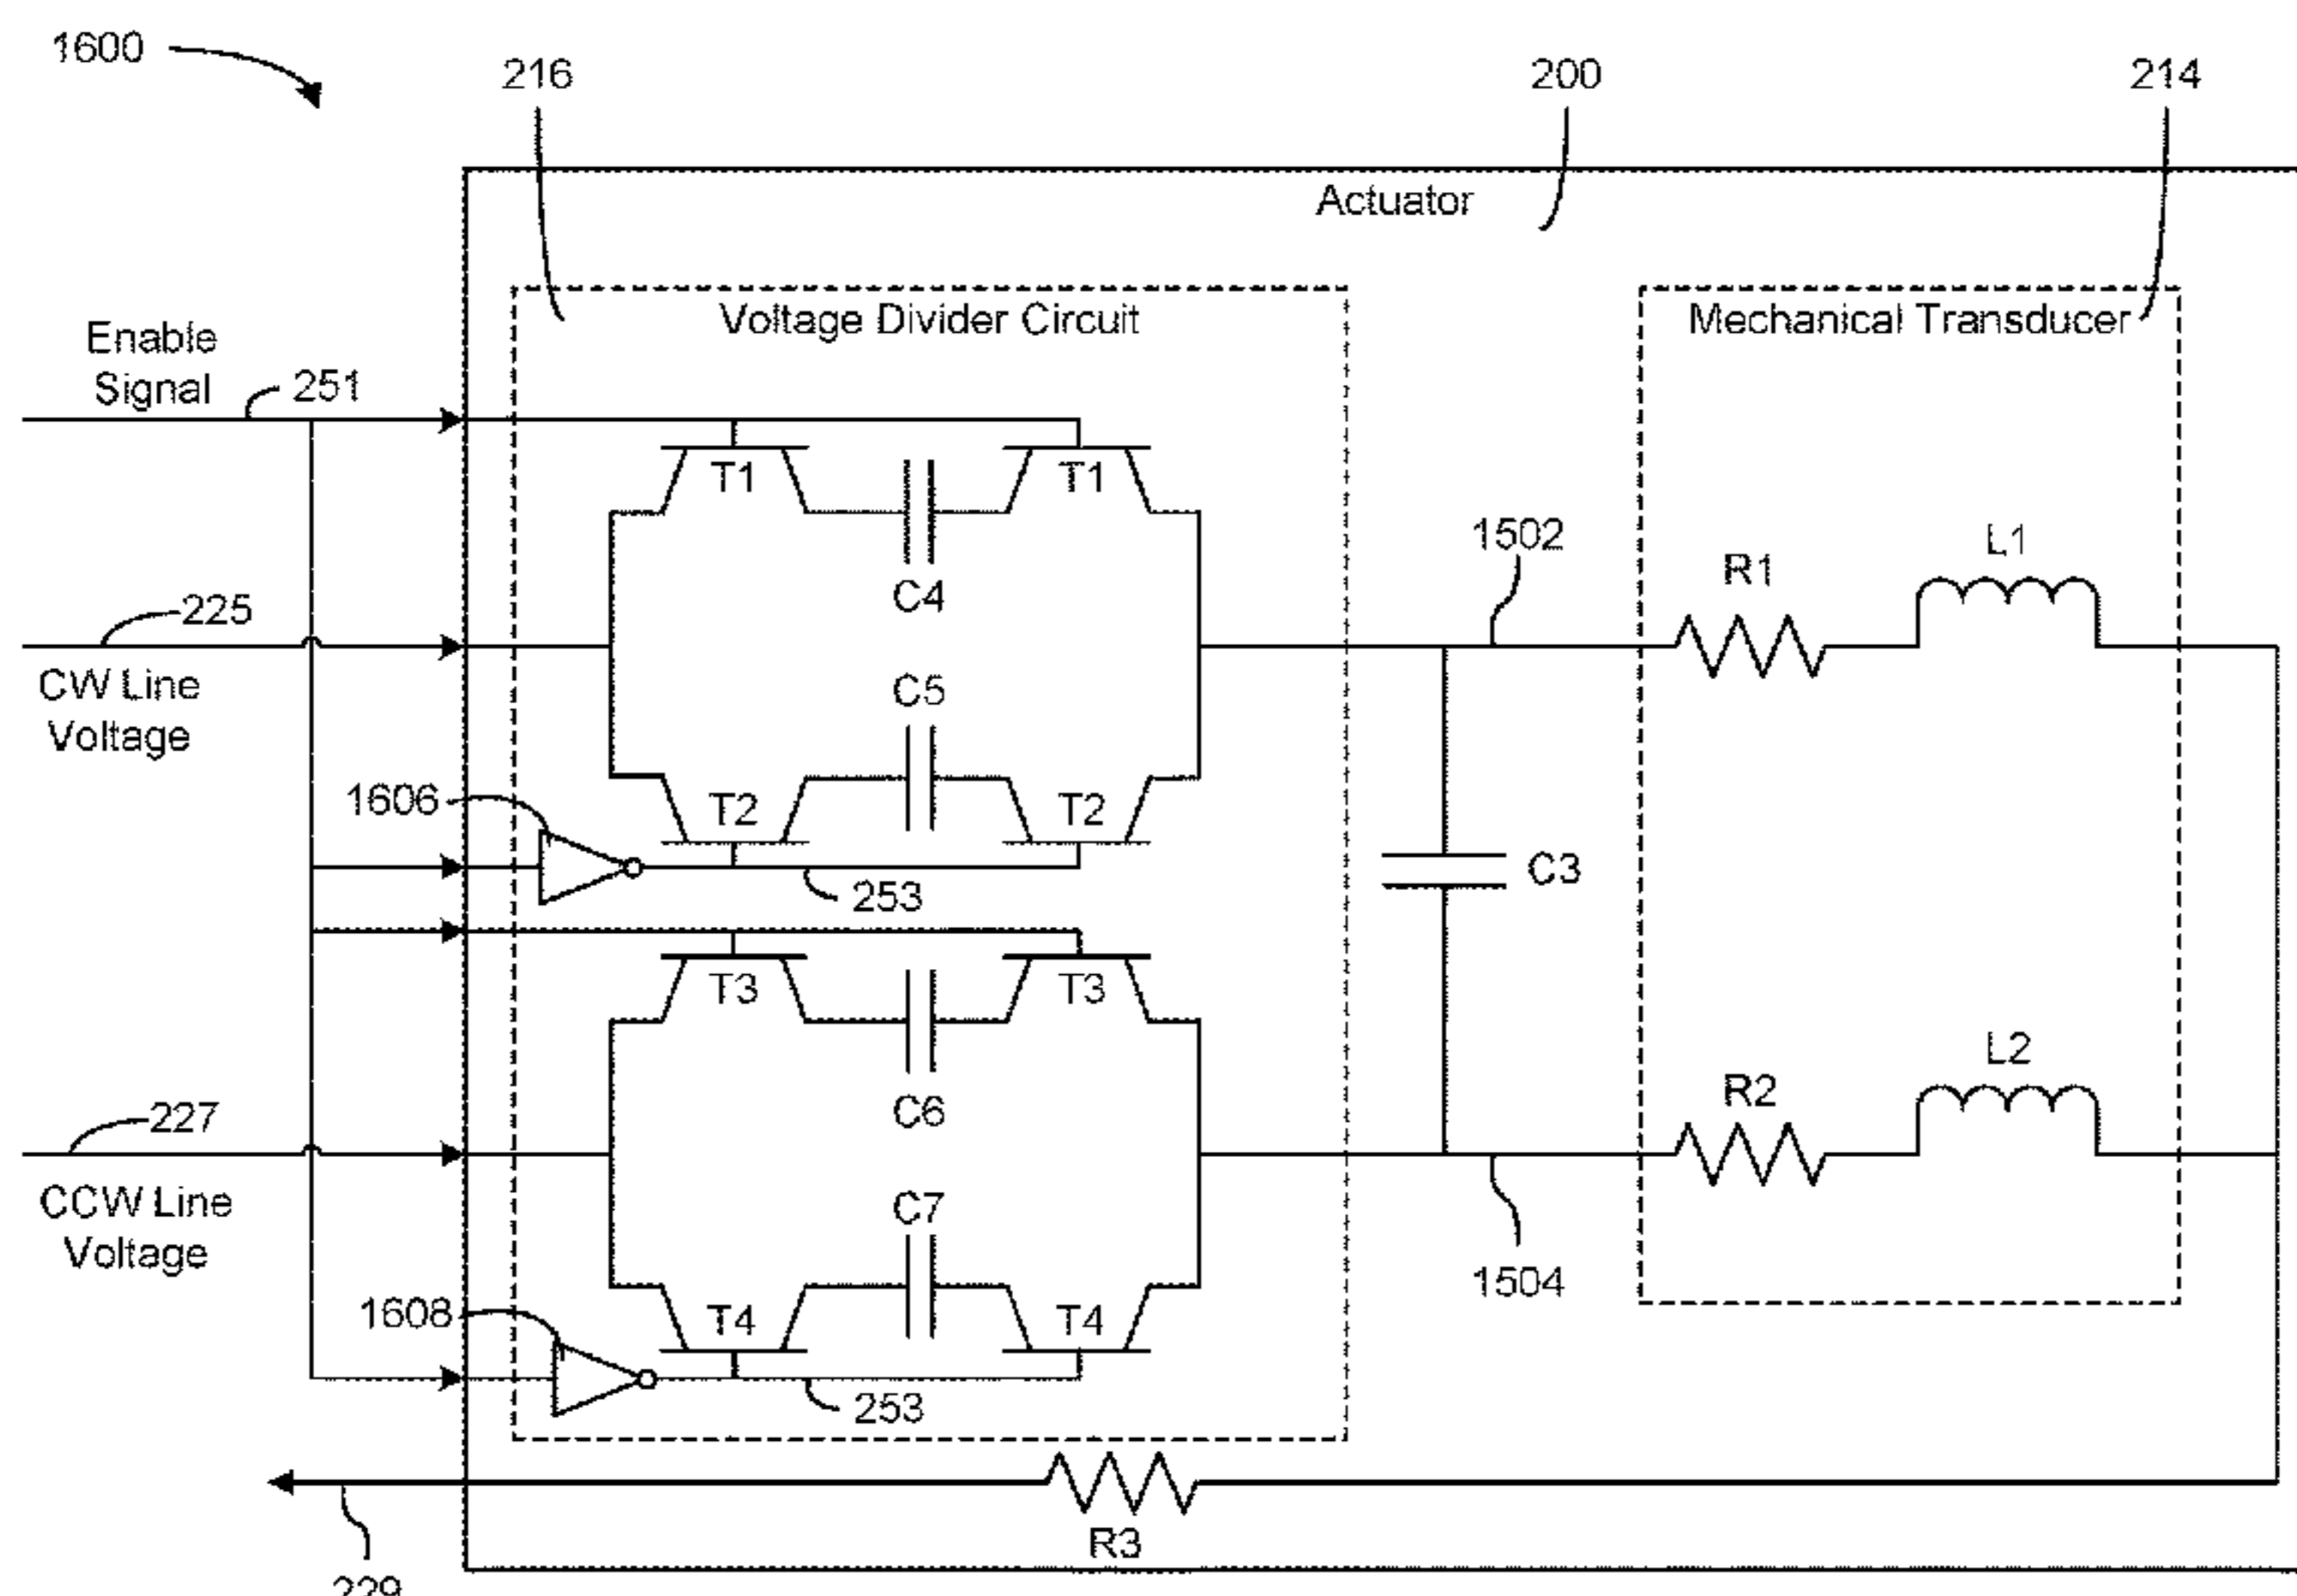 1600
216
200
214
Actuator
Voltage Divider Circuit
Mechanical Transducer
Enable
Signal
251
T1
T1
C4
1502
R1
L1
225
CW Line
Voltage
C5
1606
T2
T2
253
C3
T3
T3
C6
L2
R2
227
CCW Line
Voltage
C7
1504
1608
T4
T4
253
R3
229